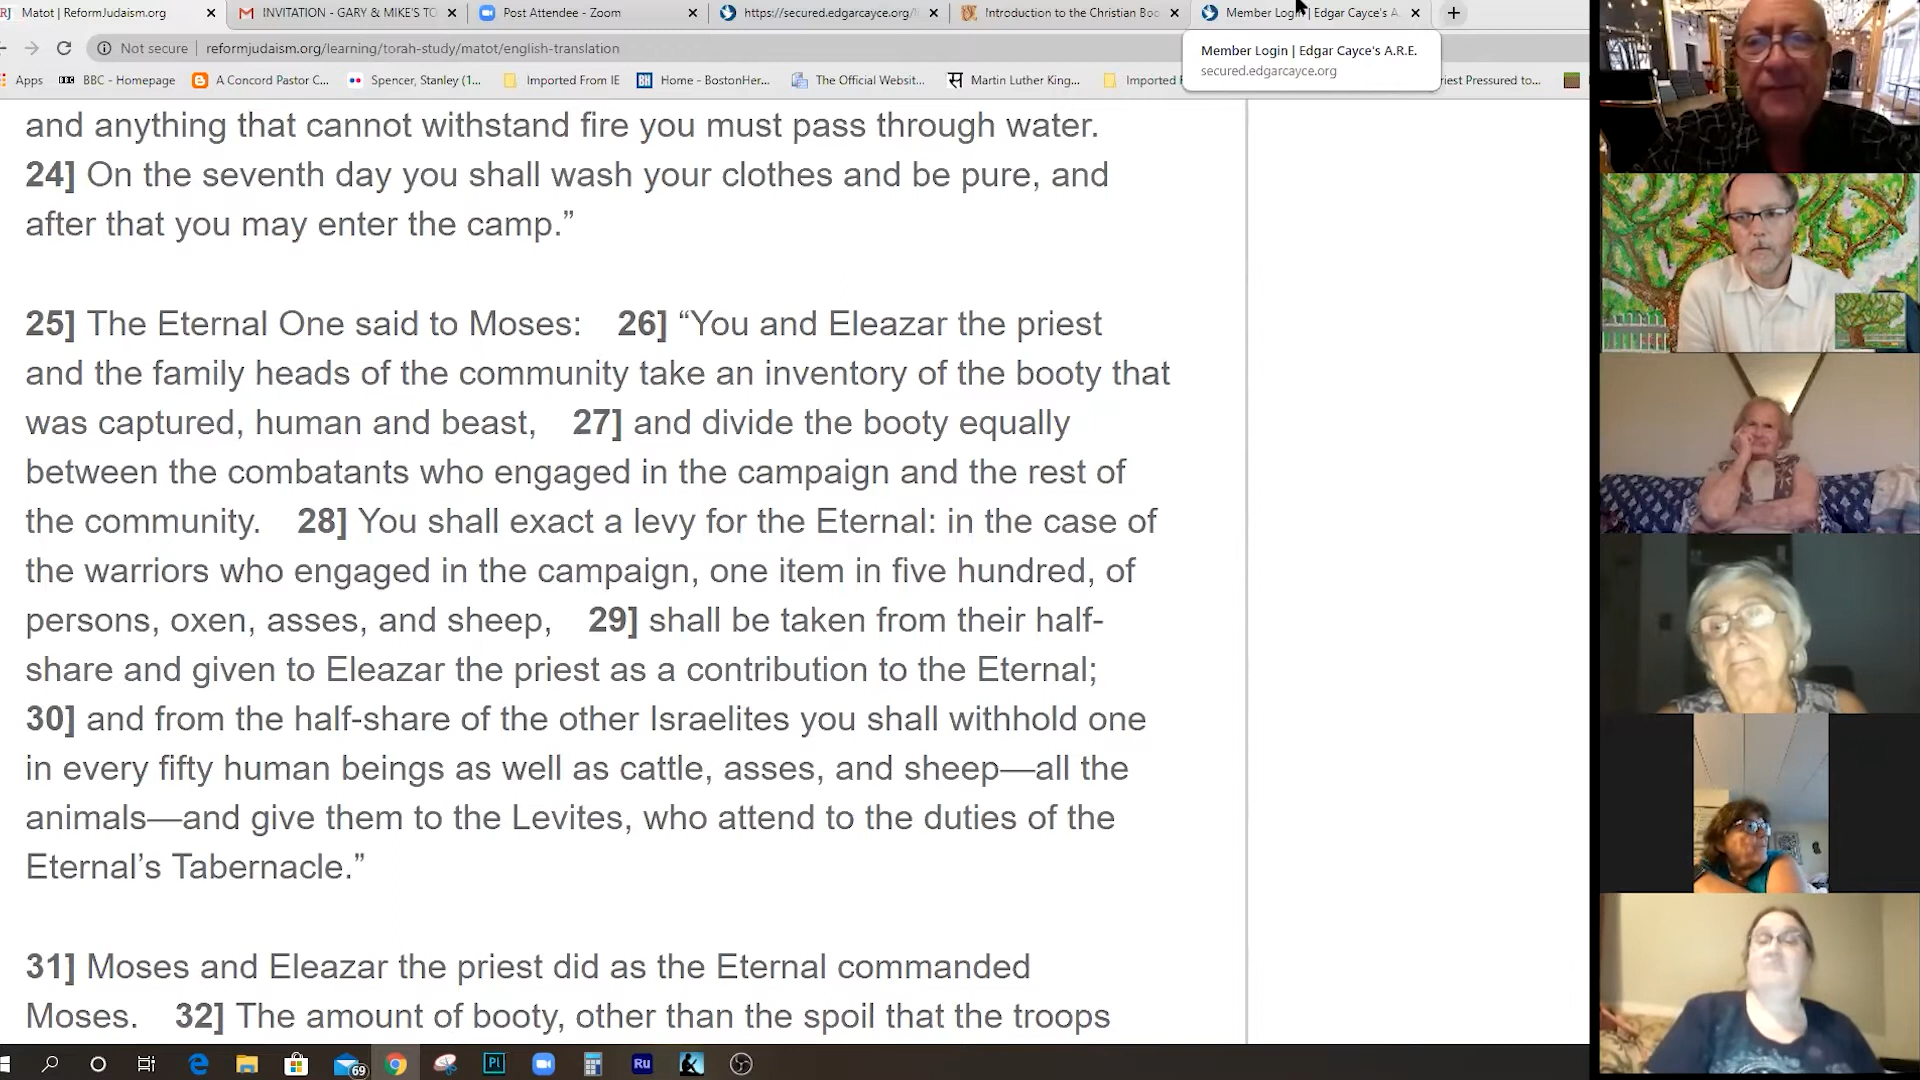 Matot | ReformJudaism.org
INVITATION - GARY & MIKE'S TO
Post Attendee - Zoom
https://secured.edgarcayce.org/
Introduction to the Christian Boo
Member Login | Edgar Cayce's A.
Not secure | reformjudaism.org/learning/torah-study/matot/english-translation
Member Login | Edgar Cayce's A.R.E.
secured.edgarcayce.org
Apps
BBC - Homepage
A Concord Pastor C...
Spencer, Stanley (1...
Imported From IE
Home - BostonHer...
The Official Websit...
Martin Luther King...
Imported
riest Pressured to...
and anything that cannot withstand fire you must pass through water.
24] On the seventh day you shall wash your clothes and be pure, and
after that you may enter the camp.”
25] The Eternal One said to Moses: 26] “You and Eleazar the priest
and the family heads of the community take an inventory of the booty that
was captured, human and beast, 27] and divide the booty equally
between the combatants who engaged in the campaign and the rest of
the community. 28] You shall exact a levy for the Eternal: in the case of
the warriors who engaged in the campaign, one item in five hundred, of
persons, oxen, asses, and sheep, 29] shall be taken from their half-
share and given to Eleazar the priest as a contribution to the Eternal;
30] and from the half-share of the other Israelites you shall withhold one
in every fifty human beings as well as cattle, asses, and sheep—all the
animals—and give them to the Levites, who attend to the duties of the
Eternal’s Tabernacle.”
31] Moses and Eleazar the priest did as the Eternal commanded
Moses. 32] The amount of booty, other than the spoil that the troops
69
Pl
Ru